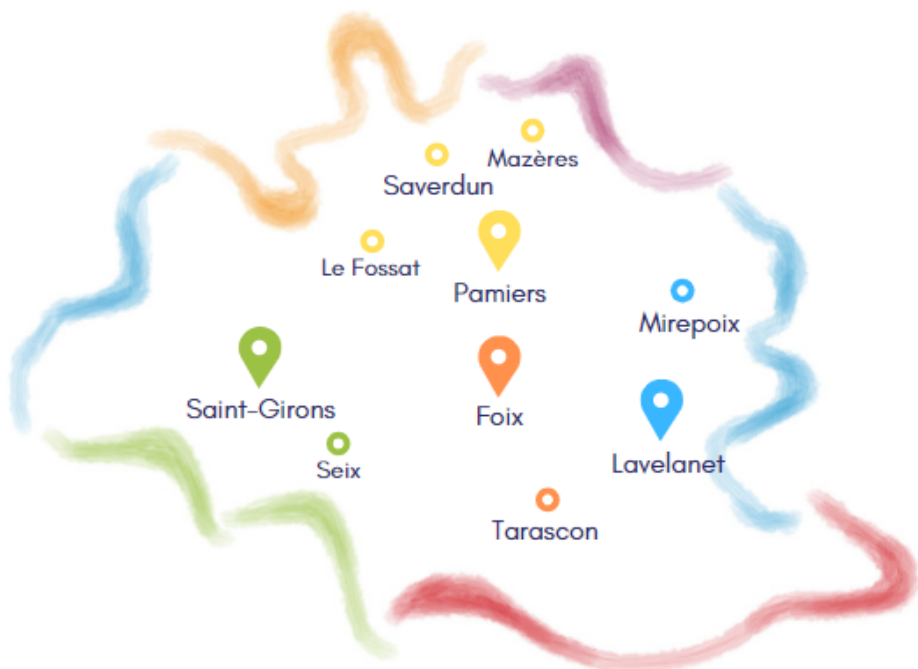 Mazères
Saverdun
Le Fossat
Pamiers
Mirepoix
Saint-Girons
Foix
Lavelanet
Seix
Tarascon